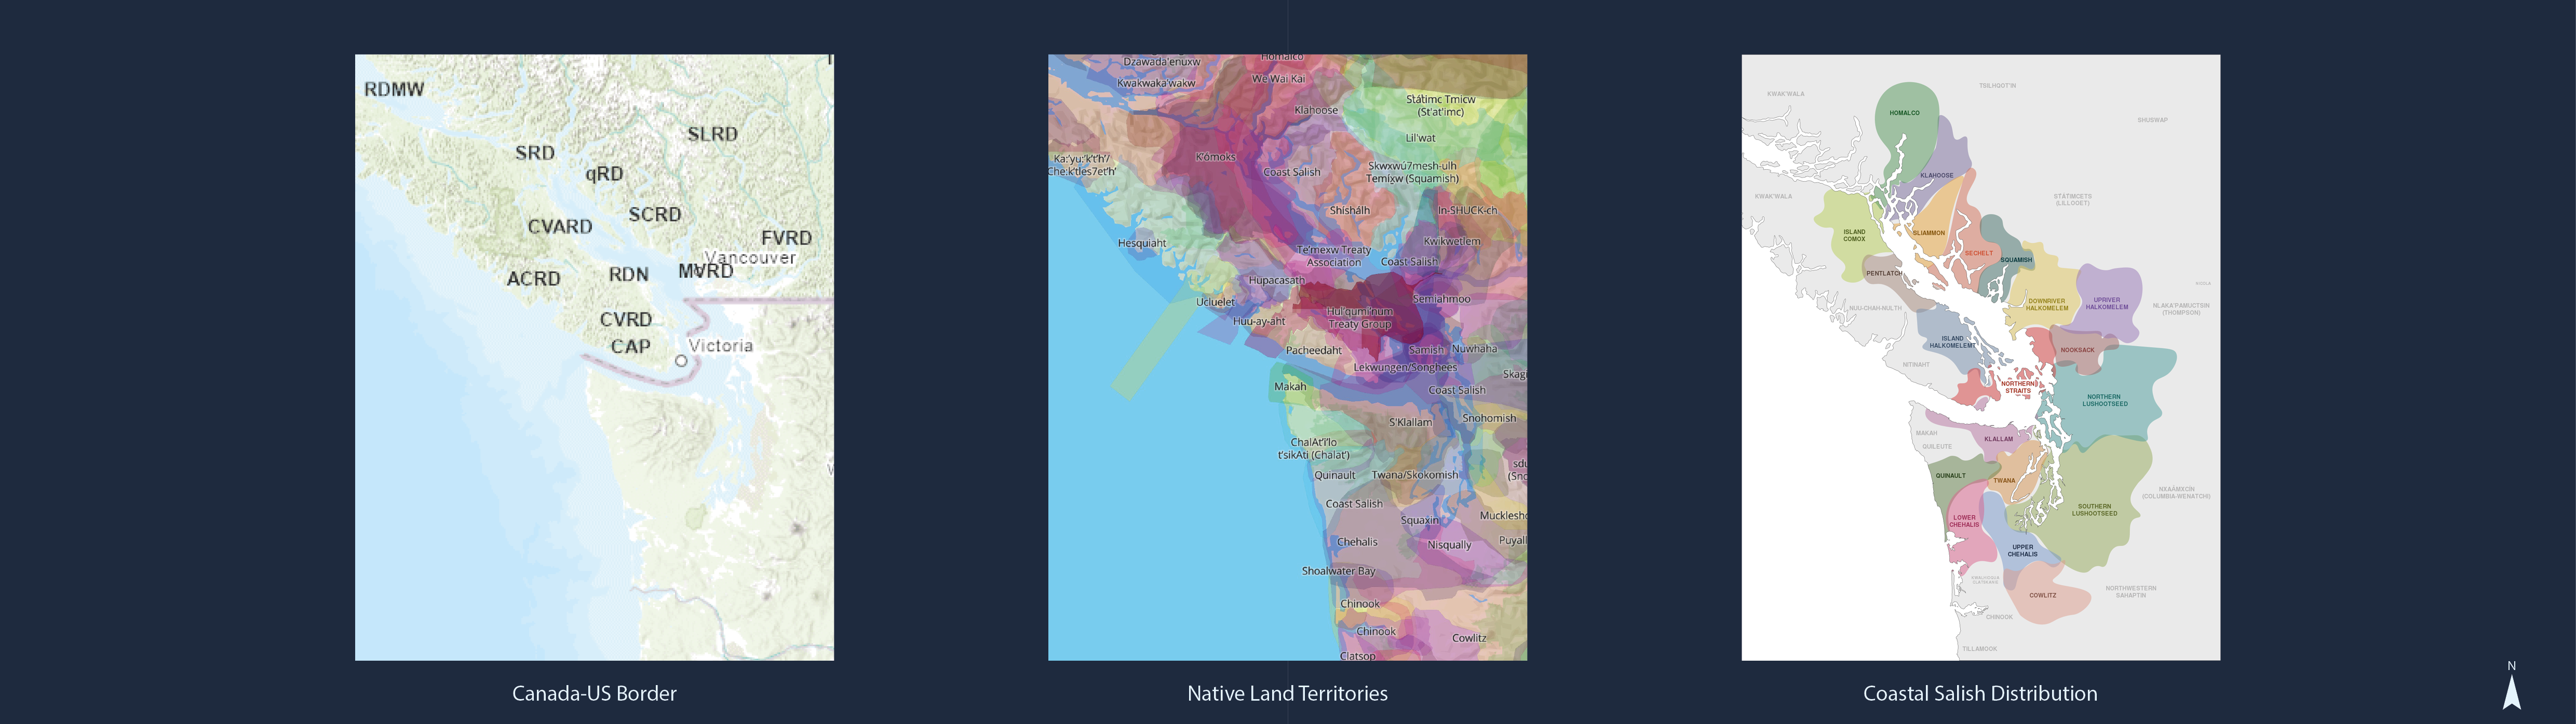 RDMW
SLRD
SRD
qRD
SCRD
CVARD
FVRD
Vancouver
MVRD
ACRD
RDN
CVRD
CAP
Victoria
Canada-US Border
Dzawada'enuxw
Homalco
Kwakwaka'wakw
We Wai Kai
Klahoose
Státimc Tmicw
(St'at'imc)
Lil'wat
K'ómoks
Ka:'yu:'k't'h'/
Che:k'tles7et'h'
Coast Salish
Skwxwú7mesh-ulh
Temíx̱w (Squamish)
Shíshálh
In-SHUCK-ch
Hesquiaht
Te'mexw Treaty
Association
Kwikwetlem
Coast Salish
Hupacasath
Ucluelet
Semiahmoo
Huu-ay-aht
Hul'qumi'num
Treaty Group
Pacheedaht
Samish
Nuwhaha
Lekwungen/Songhees
Skagi
Makah
Coast Salish
S'Klallam
Snohomish
ChalAt'i'lo
t'sikAti (Chalat')
Quinault
Twana/Skokomish
sdu
(Sno
Coast Salish
Squaxin
Mucklesho
Chehalis
Nisqually
Puyall
Shoalwater Bay
Chinook
Chinook
Cowlitz
Clatsop
Native Land Territories
KWAK'WALA
TSILHQOT'IN
HOMALCO
SHUSWAP
KLAHOOSE
KWAK'WALA
STÁTIMCETS
(LILLOOET)
ISLAND
COMOX
SLIAMMON
SECHELT
SQUAMISH
PENTLATCH
DOWNRIVER
HALKOMELEM
UPRIVER
HALKOMELEM
NUU-CHAH-NULTH
NLAKA'PAMUCTSIN
(THOMPSON)
ISLAND
HALKOMELEMT
NOOKSACK
NITINAHT
NORTHERN
STRAITS
NORTHERN
LUSHOOTSEED
MAKAH
KLALLAM
QUILEUTE
QUINAULT
TWANA
NXAÂMXCÍN
(COLUMBIA-WENATCHI)
LOWER
CHEHALIS
SOUTHERN
LUSHOOTSEED
UPPER
CHEHALIS
COWLITZ
NORTHWESTERN
SAHAPTIN
CHINOOK
TILLAMOOK
Coastal Salish Distribution
N